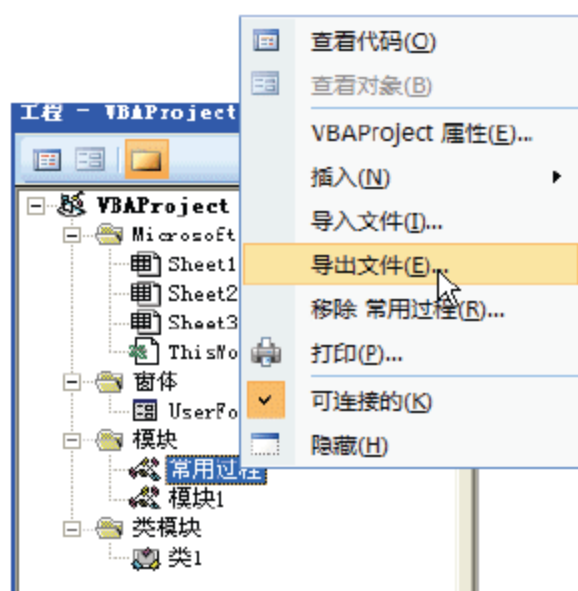 查看代码(O)
查看对象(B)
工程 - VBAProject
VBAProject 属性(E)...
插入(N)
VBAProject
导入文件(I)...
Microsoft
导出文件(E)...
Sheet1
Sheet2
移除 常用过程(R)...
Sheet3
ThisWo
打印(P)...
窗体
可连接的(K)
UserFo
模块
隐藏(H)
常用过程
模块1
类模块
类1